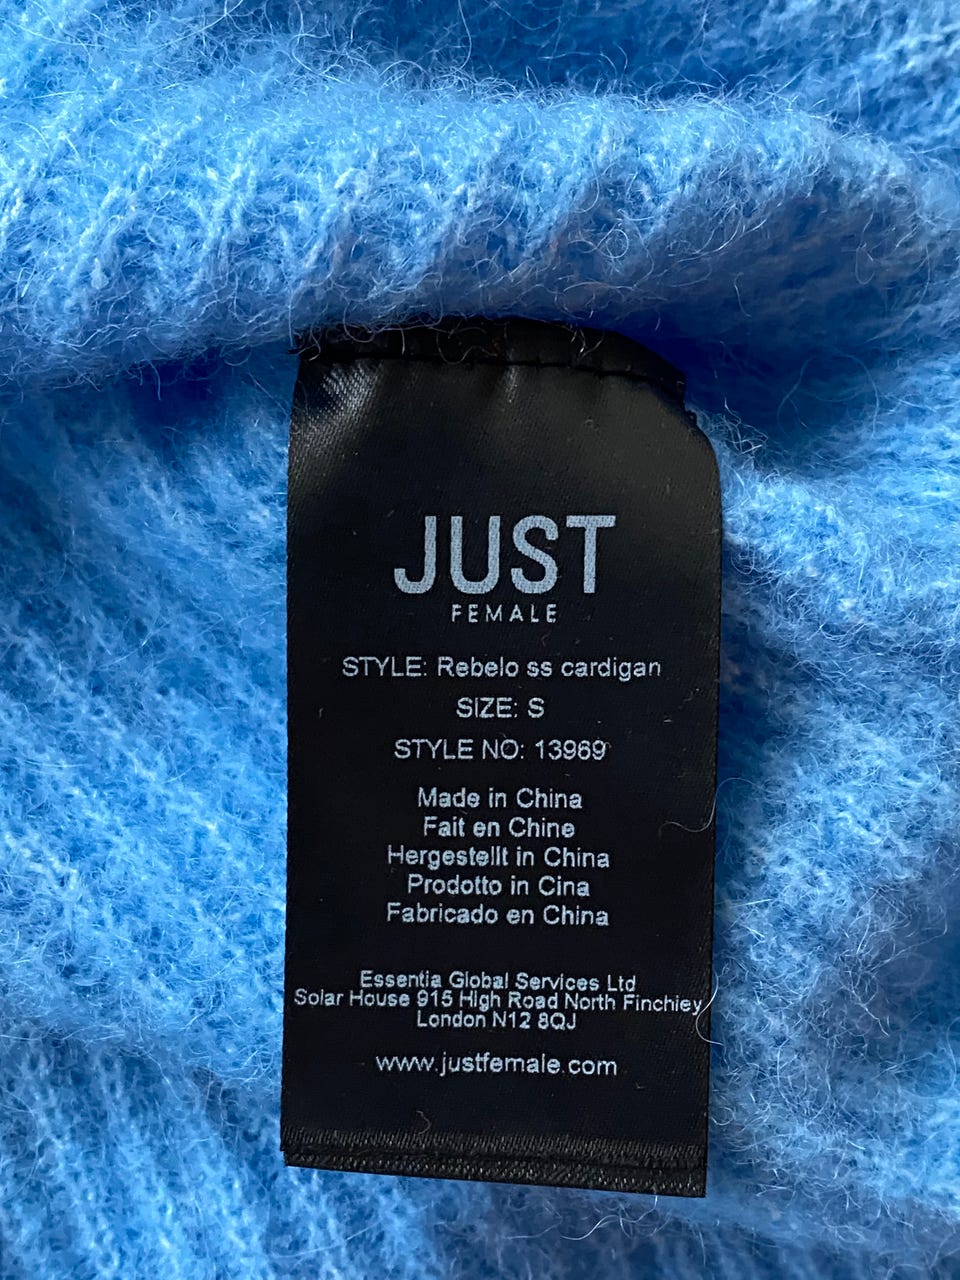 JUST
FEMALE
STYLE: Rebelo ss cardigan
SIZE: S
STYLE NO: 13969
Made in China
Fait en Chine
Hergestellt in China
Prodotto in Cina
Fabricado en China
Essentia Global Services Ltd
Solar House 915 High Road North Finchley
London N12 8QJ
www.justfemale.com